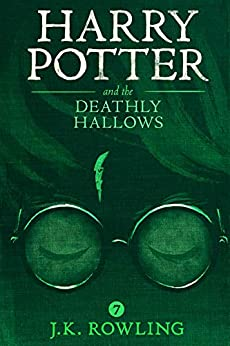 HARRY
POTTER
and the
DEATHLY
HALLOWS
7
J.K. ROWLING